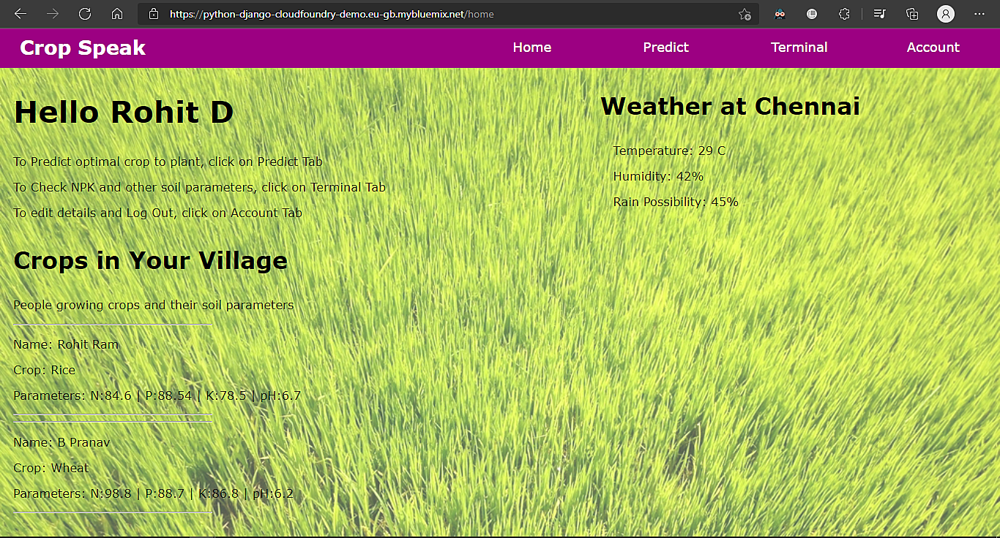 https://python-django-cloudfoundry-demo.eu-gb.mybluemix.net/home
Crop Speak
Home
Predict
Terminal
Account
Hello Rohit D
To Predict optimal crop to plant, click on Predict Tab
To Check NPK and other soil parameters, click on Terminal Tab
To edit details and Log Out, click on Account Tab
Weather at Chennai
Temperature: 29 C
Humidity: 42%
Rain Possibility: 45%
Crops in Your Village
People growing crops and their soil parameters
Name: Rohit Ram
Crop: Rice
Parameters: N:84.6 | P:88.54 | K:78.5 | pH:6.7
Name: B Pranav
Crop: Wheat
Parameters: N:98.8 | P:88.7 | K:86.8 | pH:6.2